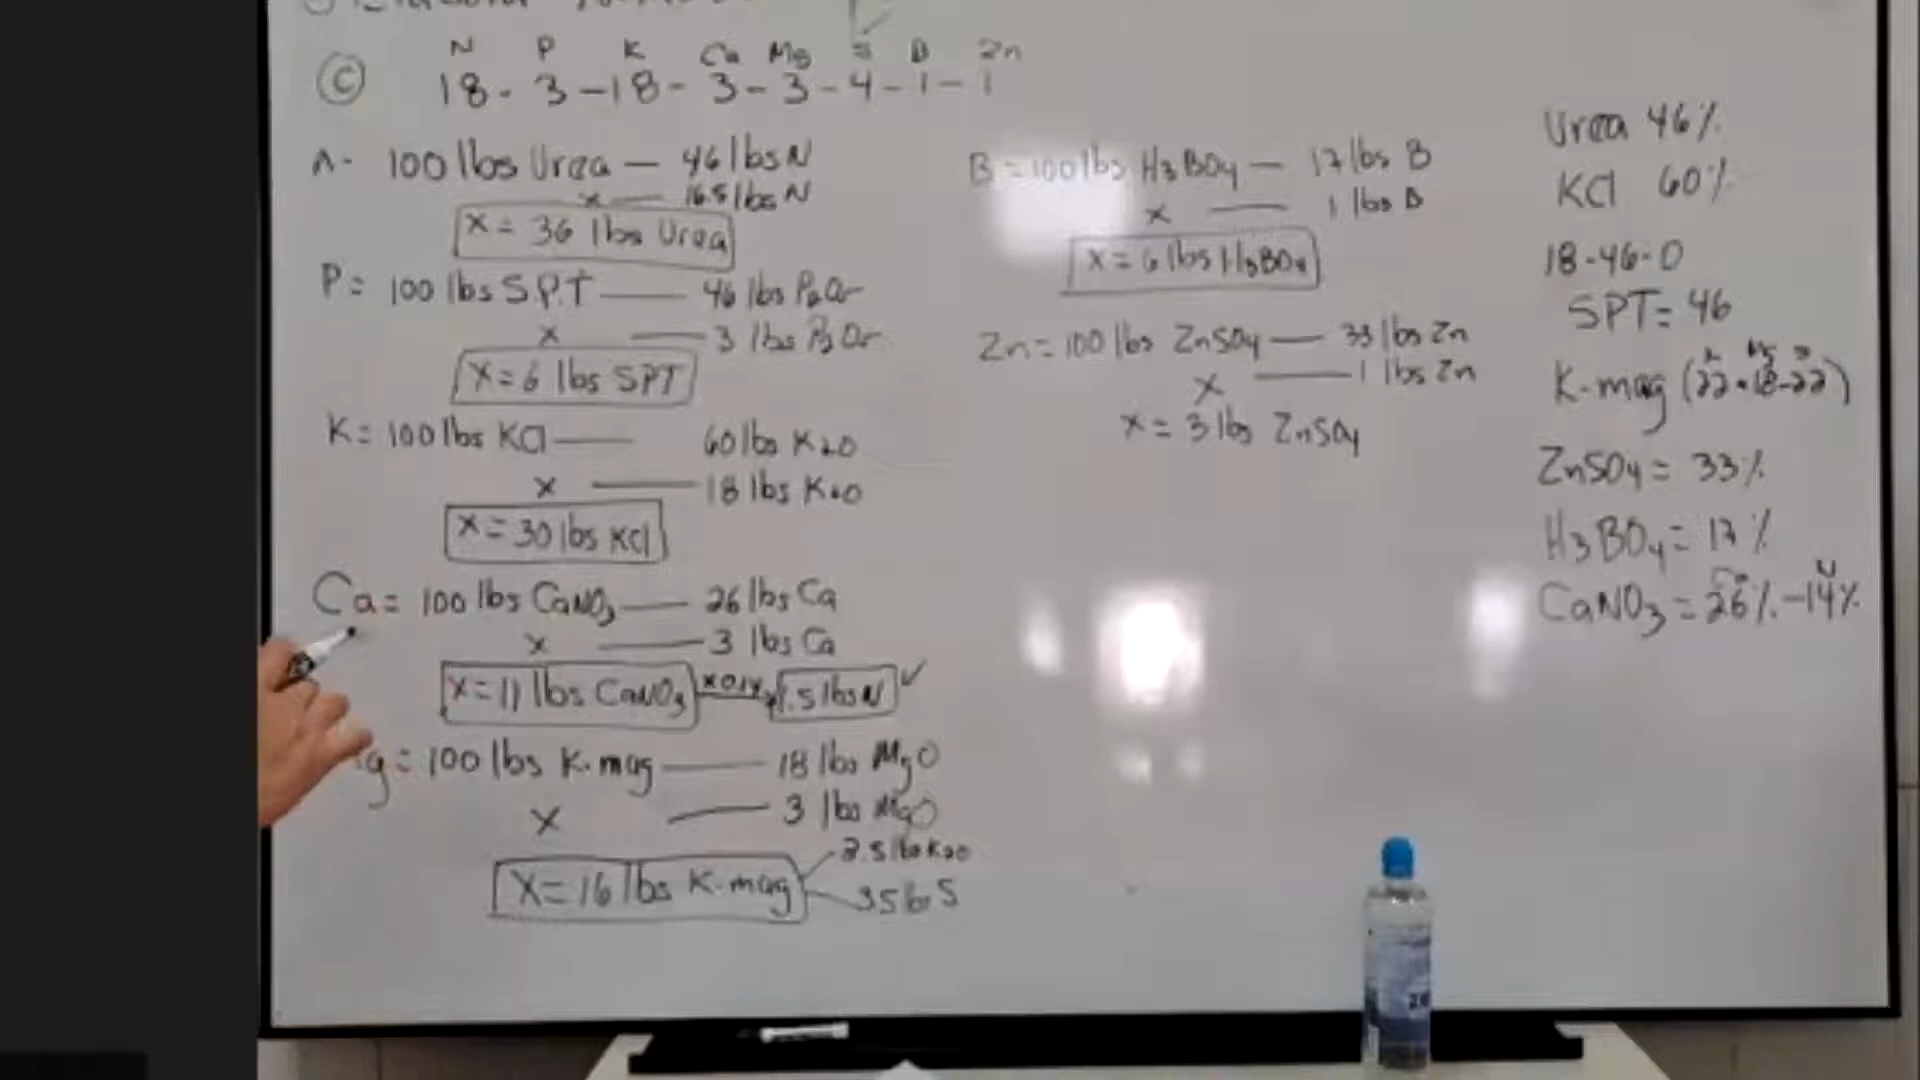 N P K Ca Mg S B Zn
C 18 - 3 - 18 - 3 - 3 - 4 - 1 - 1
N- 100 lbs Urea — 46 lbs N
x — 16.5 lbs N
x = 36 lbs Urea
P = 100 lbs S.P.T — 46 lbs P2O5
x — 3 lbs P2O5
x = 6 lbs SPT
K = 100 lbs KCl — 60 lbs K2O
x — 18 lbs K2O
x = 30 lbs KCl
Ca = 100 lbs CaNO3 — 26 lbs Ca
x — 3 lbs Ca
x = 11 lbs CaNO3 x 0.14 1.5 lbs N ✓
g = 100 lbs K-mag — 18 lbs MgO
x — 3 lbs MgO
x = 16 lbs K-mag
3.5 lbs K2O
3.5 lbs S
B = 100 lbs H3BO4 — 17 lbs B
x — 1 lbs B
x = 6 lbs H3BO4
Zn = 100 lbs ZnSO4 — 33 lbs Zn
x — 1 lbs Zn
x = 3 lbs ZnSO4
Urea 46%
KCl 60%
18-46-0
SPT = 46
K Mg S
K-mag (22-18-22)
ZnSO4 = 33%
H3BO4 = 17%
Ca N
CaNO3 = 26% - 14%